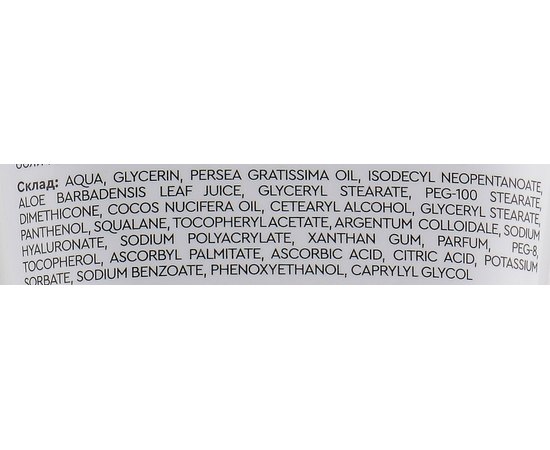 Склад: AQUA, GLYCERIN, PERSEA GRATISSIMA OIL, ISODECYL NEOPENTANOATE,
ALOE BARBADENSIS LEAF JUICE, GLYCERYL STEARATE, PEG-100 STEARATE,
DIMETHICONE, COCOS NUCIFERA OIL, CETEARYL ALCOHOL, GLYCERYL STEARATE,
PANTHENOL, SQUALANE, TOCOPHERYL ACETATE, ARGENTUM COLLOIDALE, SODIUM
HYALURONATE, SODIUM POLYACRYLATE, XANTHAN GUM, PARFUM, PEG-8,
TOCOPHEROL, ASCORBYL PALMITATE, ASCORBIC ACID, CITRIC ACID, POTASSIUM
SORBATE, SODIUM BENZOATE, PHENOXYETHANOL, CAPRYLYL GLYCOL